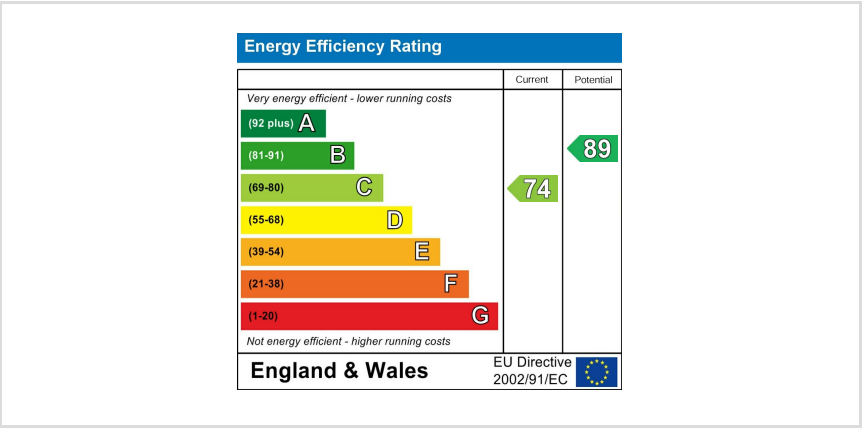 Energy Efficiency Rating
Current Potential
Very energy efficient - lower running costs
(92 plus) A
(81-91) B
89
(69-80) C
74
(55-68) D
(39-54) E
(21-38) F
(1-20) G
Not energy efficient - higher running costs
England & Wales
EU Directive
2002/91/EC